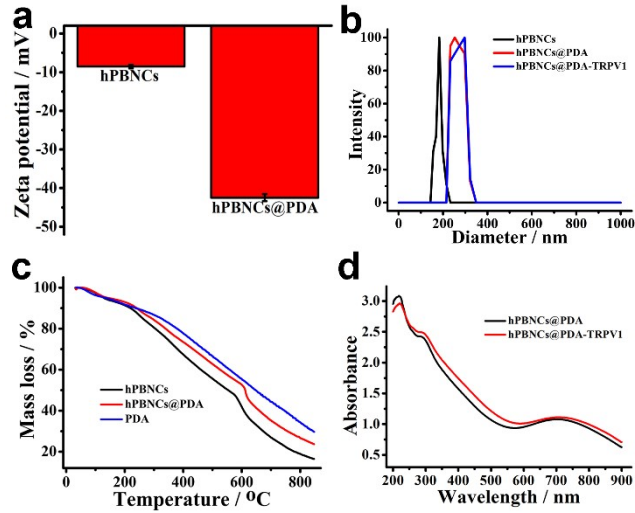 a
Zeta potential / mV
0
-10
-20
-30
-40
-50
hPBNCs
hPBNCs@PDA
b
Intensity
100
80
60
40
20
0
hPBNCs
hPBNCs@PDA
hPBNCs@PDA-TRPV1
0 200 400 600 800 1000
Diameter / nm
c
Mass loss / %
100
80
60
40
20
hPBNCs
hPBNCs@PDA
PDA
0 200 400 600 800
Temperature / °C
d
Absorbance
3.0
2.5
2.0
1.5
1.0
0.5
hPBNCs@PDA
hPBNCs@PDA-TRPV1
200 300 400 500 600 700 800 900
Wavelength / nm